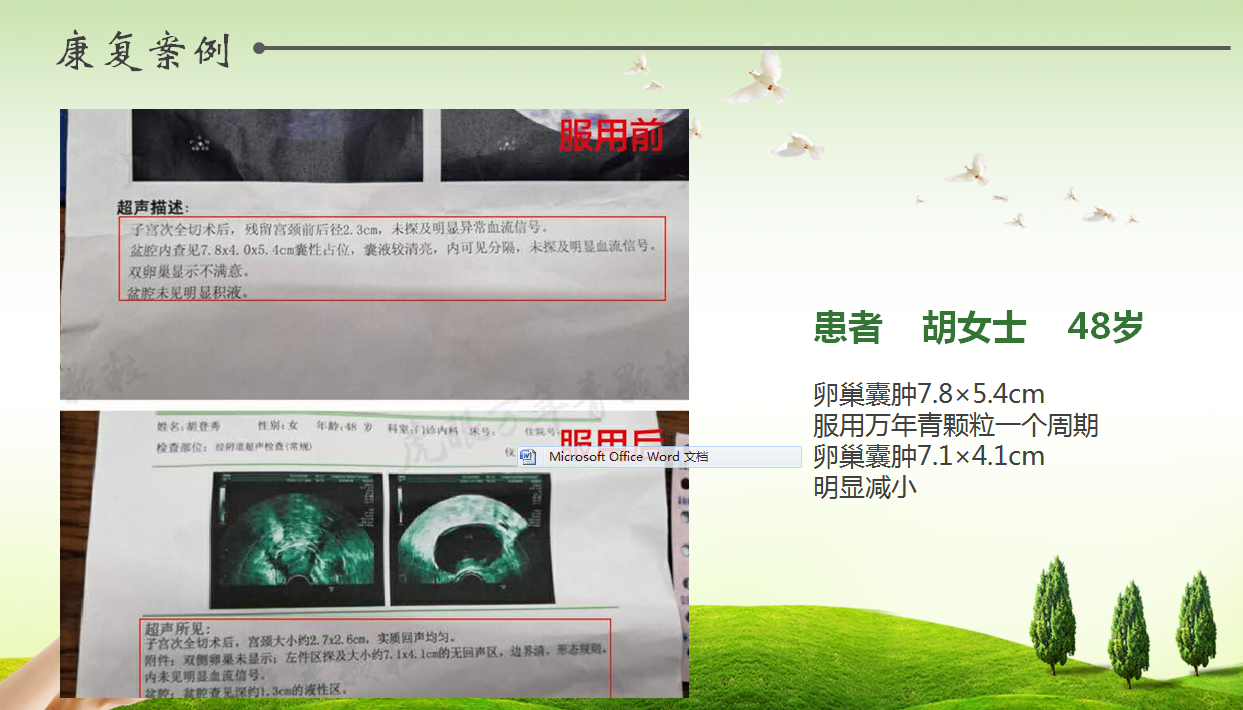 康复案例
服用前
超声描述:
子宫次全切术后，残留宫颈前后径2.3cm，未探及明显异常血流信号。
盆腔内查见7.8x4.0x5.4cm囊性占位，囊液较清亮，内可见分隔，未探及明显血流信号。
双卵巢显示不满意。
盆腔未见明显积液。
患者 胡女士 48岁
卵巢囊肿7.8×5.4cm
服用万年青颗粒一个周期
卵巢囊肿7.1×4.1cm
明显减小
姓名:胡登秀 性别:女 年龄:48 岁 科室:门诊内科 床号: 住院号:
服用后
检查部位: 经阴道超声检查(常规) 仪
Microsoft Office Word 文档
超声所见:
子宫次全切术后，宫颈大小约2.7x2.6cm，实质回声均匀。
附件: 双侧卵巢未显示; 左件区探及大小约7.1x4.1cm的无回声区，边界清、形态规则。
内未见明显血流信号。
盆腔: 盆腔查见深约1.3cm的液性区。